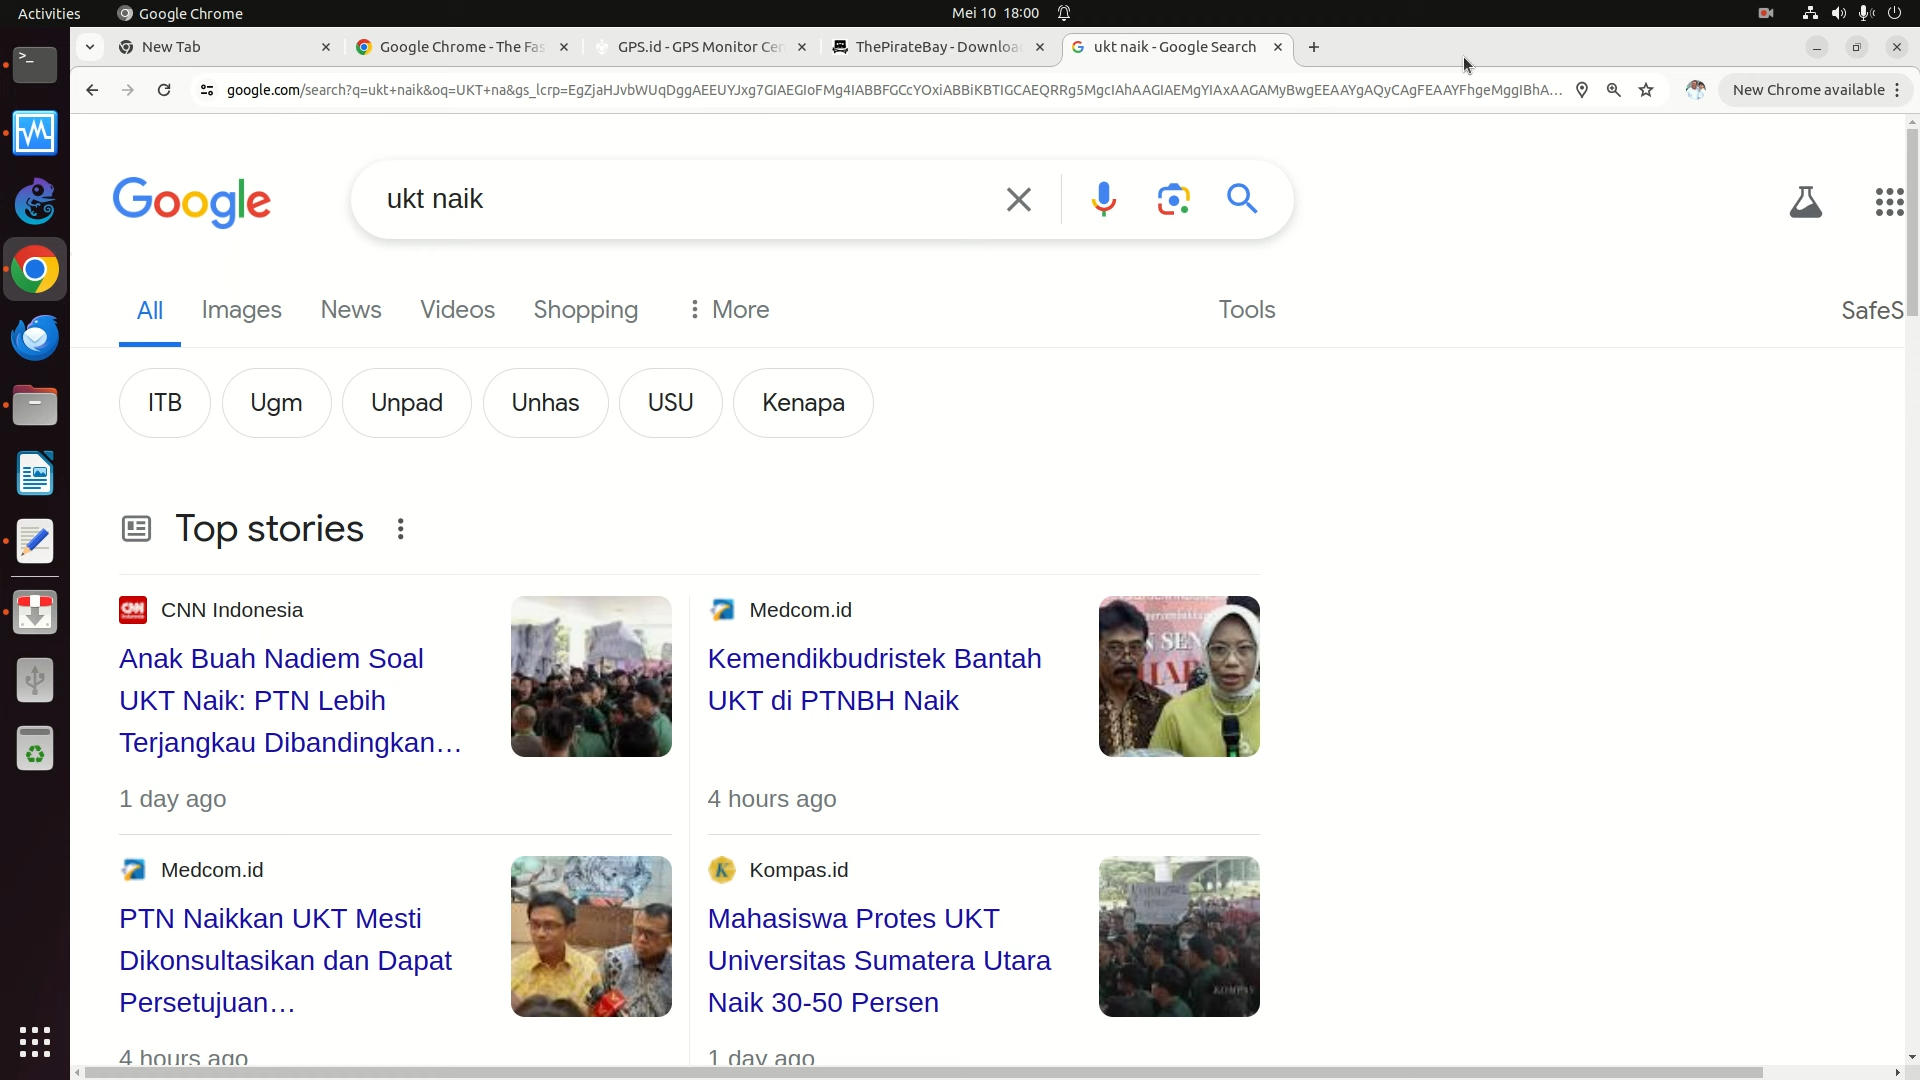 Activities
Google Chrome
Mei 10 18:00
New Tab
Google Chrome - The Fas
GPS.id - GPS Monitor Cen
ThePirateBay - Downloa
ukt naik - Google Search
google.com/search?q=ukt+naik&oq=UKT+na&gs_lcrp=EgZjaHJvbWUqDggAEEUYJxg7GIAEGIoFMg4IABBFGCcYOxiABBiKBTIGCAEQRRg5MgcIAhAAGIAEMgYIAxAAGAMyBwgEEAAYgAQyCAgFEAAYFhgeMggIBhA...
New Chrome available
Google
ukt naik
All
Images
News
Videos
Shopping
More
Tools
SafeS
ITB
Ugm
Unpad
Unhas
USU
Kenapa
Top stories
CNN Indonesia
Anak Buah Nadiem Soal
UKT Naik: PTN Lebih
Terjangkau Dibandingkan...
1 day ago
Medcom.id
Kemendikbudristek Bantah
UKT di PTNBH Naik
4 hours ago
Medcom.id
PTN Naikkan UKT Mesti
Dikonsultasikan dan Dapat
Persetujuan...
4 hours ago
Kompas.id
Mahasiswa Protes UKT
Universitas Sumatera Utara
Naik 30-50 Persen
1 day ago